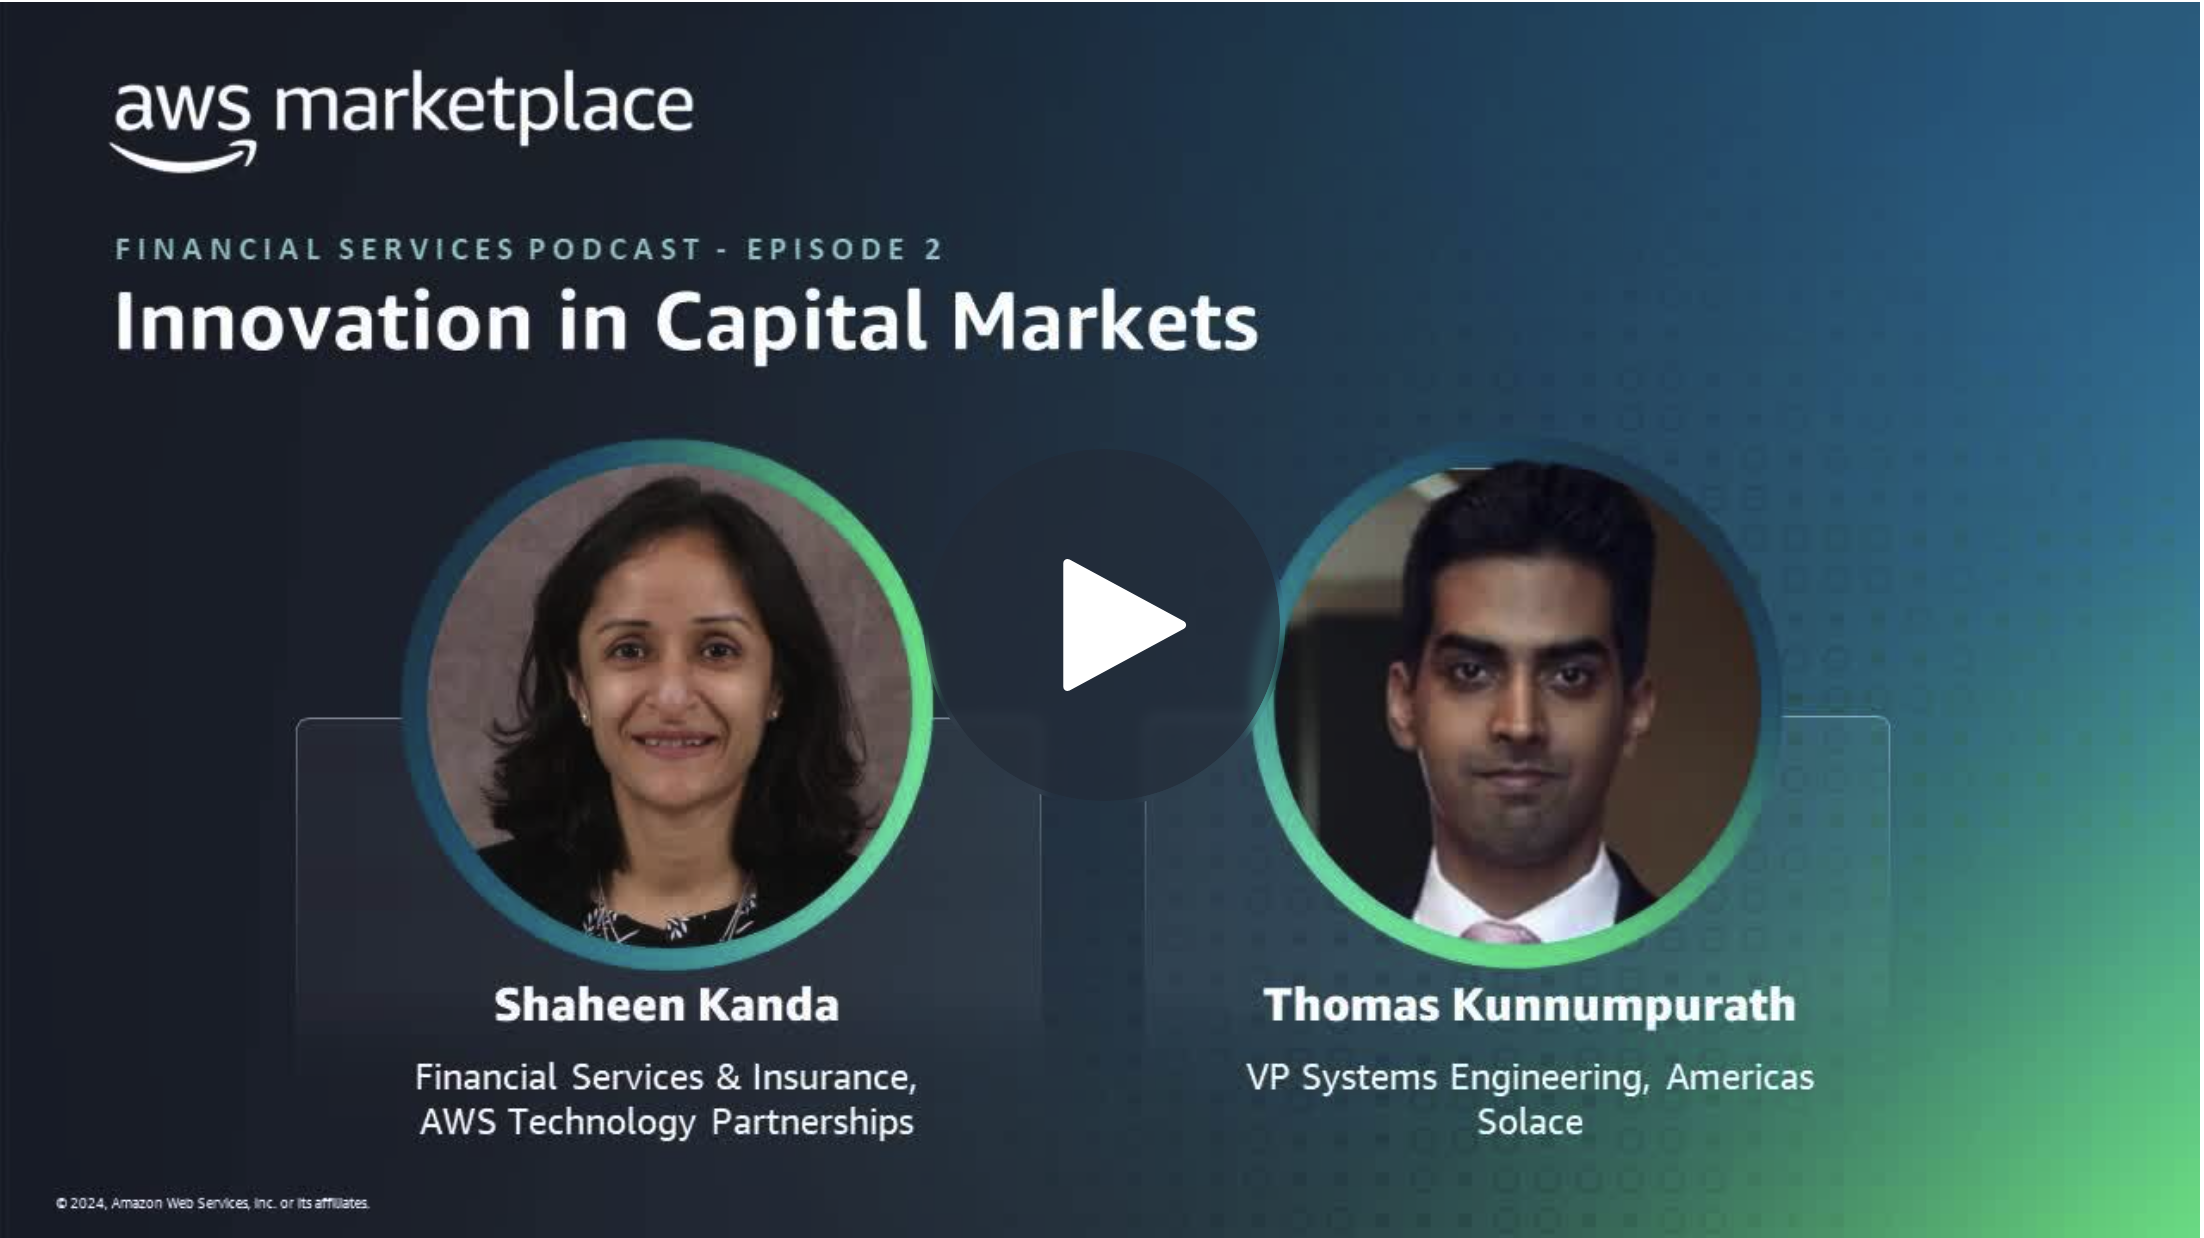 aws marketplace
FINANCIAL SERVICES PODCAST - EPISODE 2
Innovation in Capital Markets
Shaheen Kanda
Financial Services & Insurance,
AWS Technology Partnerships
Thomas Kunnumpurath
VP Systems Engineering, Americas
Solace
© 2024, Amazon Web Services, Inc. or its affiliates.